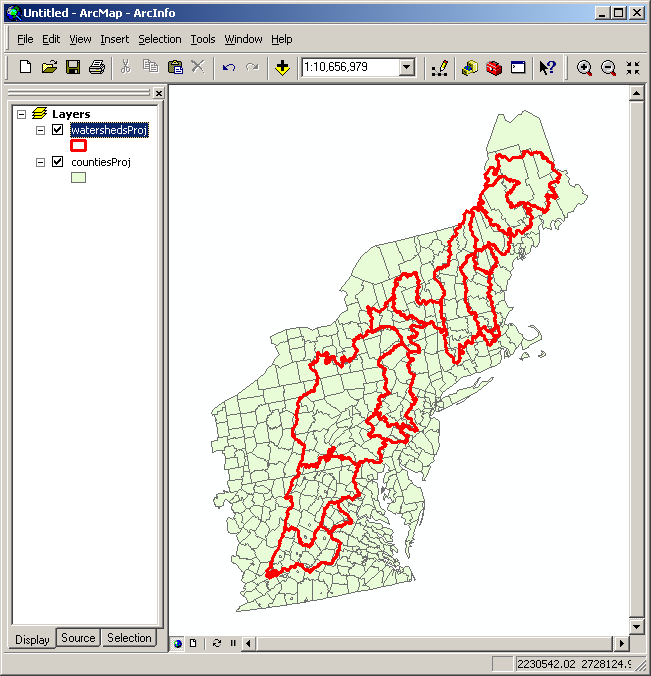 Untitled - ArcMap - ArcInfo
File Edit View Insert Selection Tools Window Help
1:10,656,979
Layers
watershedsProj
countiesProj
Display Source Selection
2230542.02 2728124.9